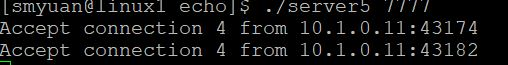 [smyuan@linux1 echo]$ ./server5 7777
Accept connection 4 from 10.1.0.11:43174
Accept connection 4 from 10.1.0.11:43182